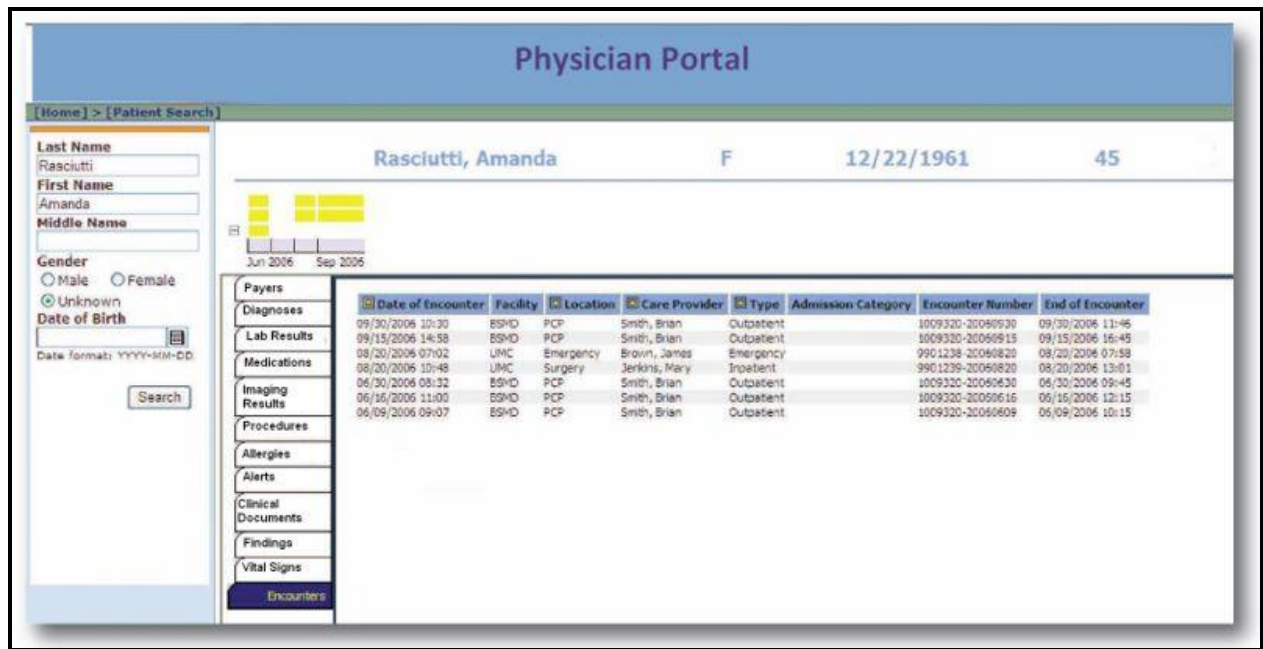 Physician Portal
[Home] > [Patient Search]
Last Name
Rasciutti
First Name
Amanda
Middle Name
Gender
Male Female
Unknown
Date of Birth
Date format: YYYY-MM-DD
Search
Rasciutti, Amanda F 12/22/1961 45
Jun 2006 Sep 2006
Payers
Diagnoses
Lab Results
Medications
Imaging
Results
Procedures
Allergies
Alerts
Clinical
Documents
Findings
Vital Signs
Encounters
Date of Encounter Facility Location Care Provider Type Admission Category Encounter Number End of Encounter
09/30/2006 10:30 BSMD PCP Smith, Brian Outpatient 1009320-20060930 09/30/2006 11:46
09/15/2006 14:58 BSMD PCP Smith, Brian Outpatient 1009320-20060915 09/15/2006 16:45
08/20/2006 07:02 UMC Emergency Brown, James Emergency 9901238-20060820 08/20/2006 07:58
08/20/2006 10:48 UMC Surgery Jerkins, Mary Inpatient 9901239-20060820 08/20/2006 13:01
06/30/2006 08:32 BSMD PCP Smith, Brian Outpatient 1009320-20060630 06/30/2006 09:45
06/16/2006 11:00 BSMD PCP Smith, Brian Outpatient 1009320-20060616 06/16/2006 12:15
06/09/2006 09:07 BSMD PCP Smith, Brian Outpatient 1009320-20060609 06/09/2006 10:15